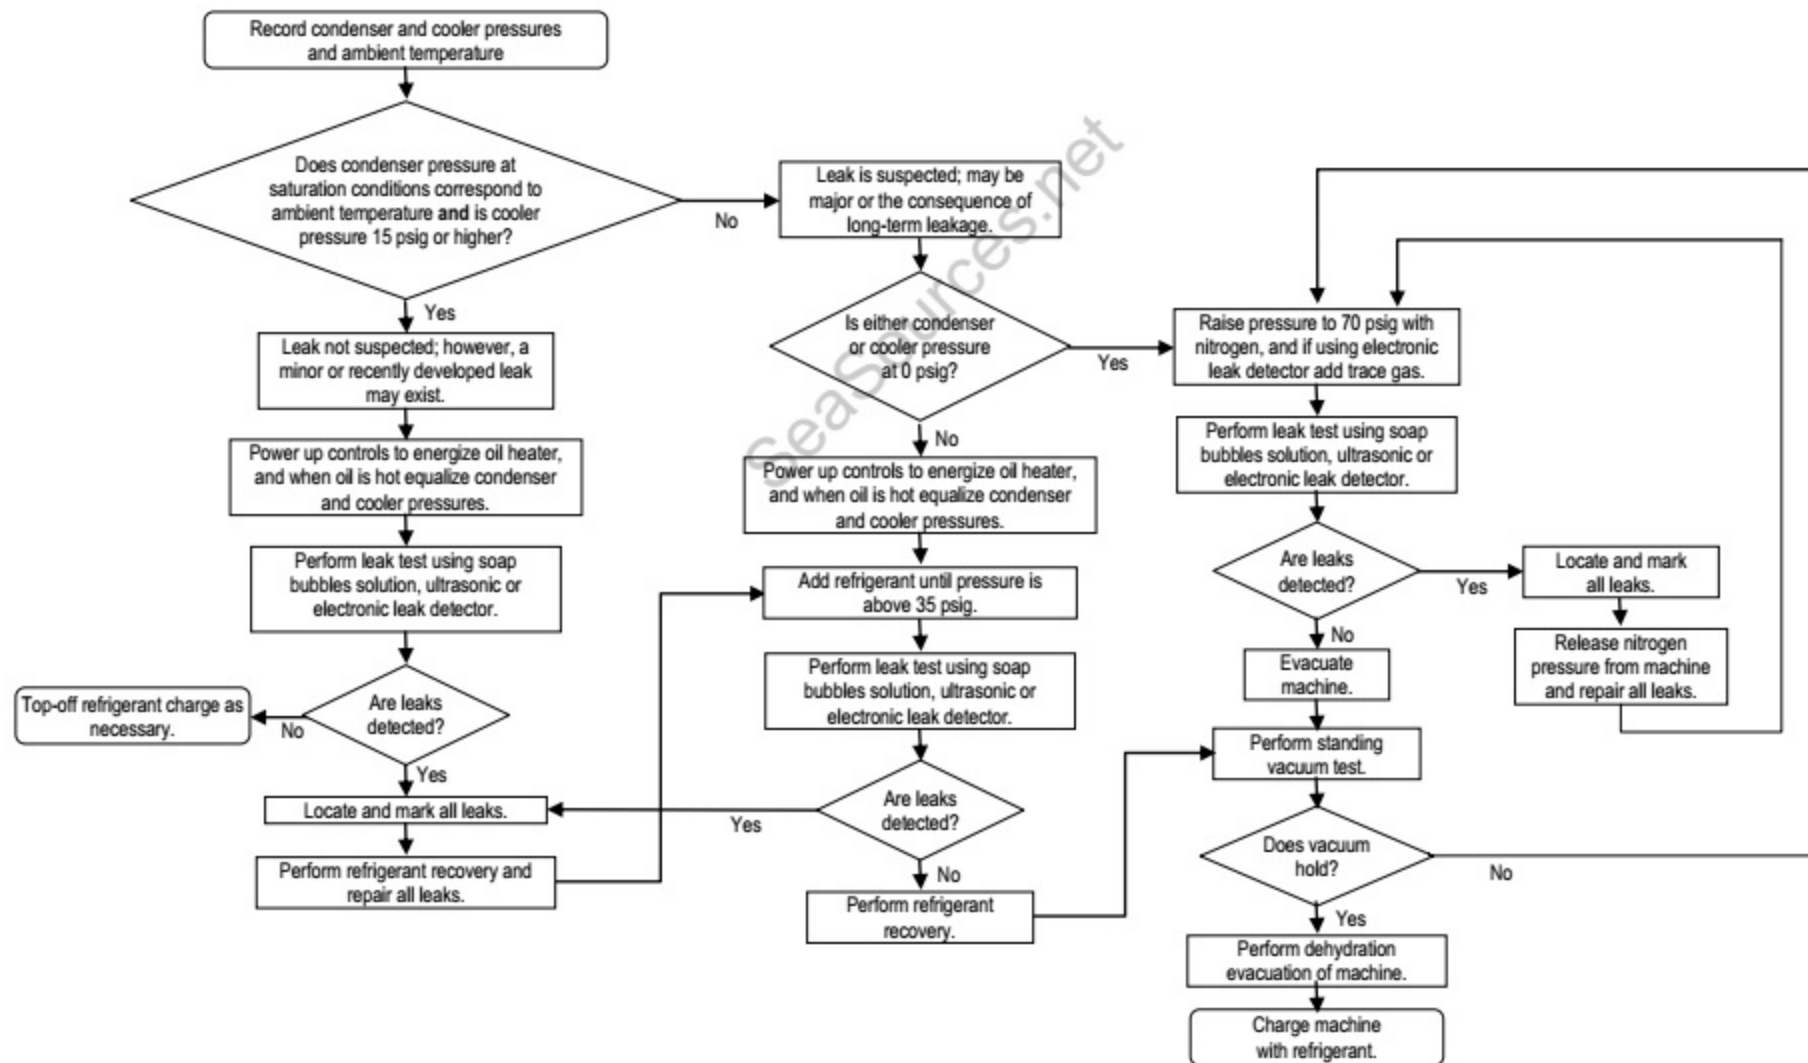 Record condenser and cooler pressures
and ambient temperature
Does condenser pressure at
saturation conditions correspond to
ambient temperature and is cooler
pressure 15 psig or higher?
No
Yes
Leak not suspected; however, a
minor or recently developed leak
may exist.
Power up controls to energize oil heater,
and when oil is hot equalize condenser
and cooler pressures.
Perform leak test using soap
bubbles solution, ultrasonic or
electronic leak detector.
Are leaks
detected?
No
Top-off refrigerant charge as
necessary.
Yes
Locate and mark all leaks.
Perform refrigerant recovery and
repair all leaks.
Leak is suspected; may be
major or the consequence of
long-term leakage.
Is either condenser
or cooler pressure
at 0 psig?
Yes
No
Power up controls to energize oil heater,
and when oil is hot equalize condenser
and cooler pressures.
Add refrigerant until pressure is
above 35 psig.
Perform leak test using soap
bubbles solution, ultrasonic or
electronic leak detector.
Are leaks
detected?
Yes
No
Perform refrigerant
recovery.
Raise pressure to 70 psig with
nitrogen, and if using electronic
leak detector add trace gas.
Perform leak test using soap
bubbles solution, ultrasonic or
electronic leak detector.
Are leaks
detected?
Yes
Locate and mark
all leaks.
Release nitrogen
pressure from machine
and repair all leaks.
No
Evacuate
machine.
Perform standing
vacuum test.
Does vacuum
hold?
No
Yes
Perform dehydration
evacuation of machine.
Charge machine
with refrigerant.
SeaSources.net